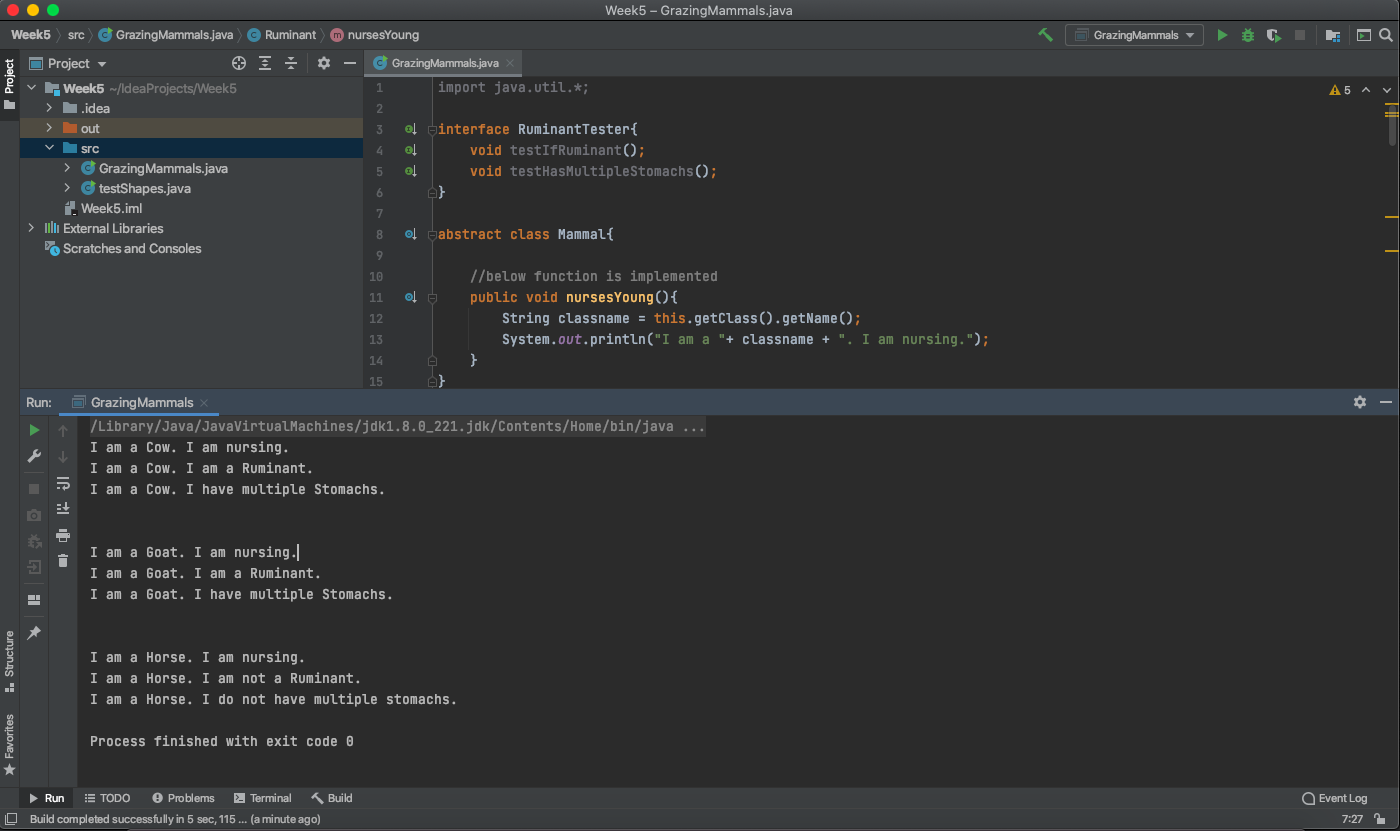 Week5 – GrazingMammals.java
Week5 src GrazingMammals.java Ruminant nursesYoung GrazingMammals
Project
Project
GrazingMammals.java
Week5 ~/IdeaProjects/Week5
.idea
out
src
GrazingMammals.java
testShapes.java
Week5.iml
External Libraries
Scratches and Consoles
5
1 import java.util.*;
2
3 interface RuminantTester{
4 void testIfRuminant();
5 void testHasMultipleStomachs();
6 }
7
8 abstract class Mammal{
9
10 //below function is implemented
11 public void nursesYoung(){
12 String classname = this.getClass().getName();
13 System.out.println("I am a "+ classname + ". I am nursing.");
14 }
15 }
Run: GrazingMammals
/Library/Java/JavaVirtualMachines/jdk1.8.0_221.jdk/Contents/Home/bin/java ...
I am a Cow. I am nursing.
I am a Cow. I am a Ruminant.
I am a Cow. I have multiple Stomachs.
I am a Goat. I am nursing.
I am a Goat. I am a Ruminant.
I am a Goat. I have multiple Stomachs.
I am a Horse. I am nursing.
I am a Horse. I am not a Ruminant.
I am a Horse. I do not have multiple stomachs.
Process finished with exit code 0
Structure
Favorites
Run TODO Problems Terminal Build Event Log
Build completed successfully in 5 sec, 115 ... (a minute ago) 7:27